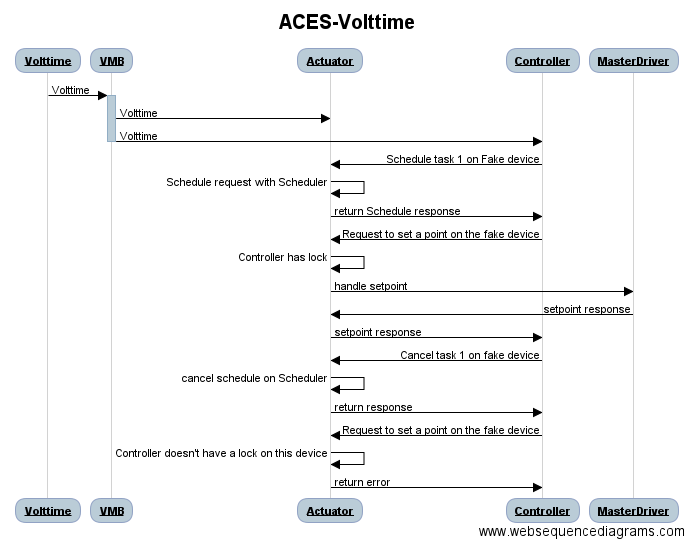 ACES-Volttime
Volttime VMB Actuator Controller MasterDriver
Volttime
Volttime
Volttime
Schedule task 1 on Fake device
Schedule request with Scheduler
return Schedule response
Request to set a point on the fake device
Controller has lock
handle setpoint
setpoint response
setpoint response
Cancel task 1 on fake device
cancel schedule on Scheduler
return response
Request to set a point on the fake device
Controller doesn't have a lock on this device
return error
Volttime VMB Actuator Controller MasterDriver
www.websequencediagrams.com